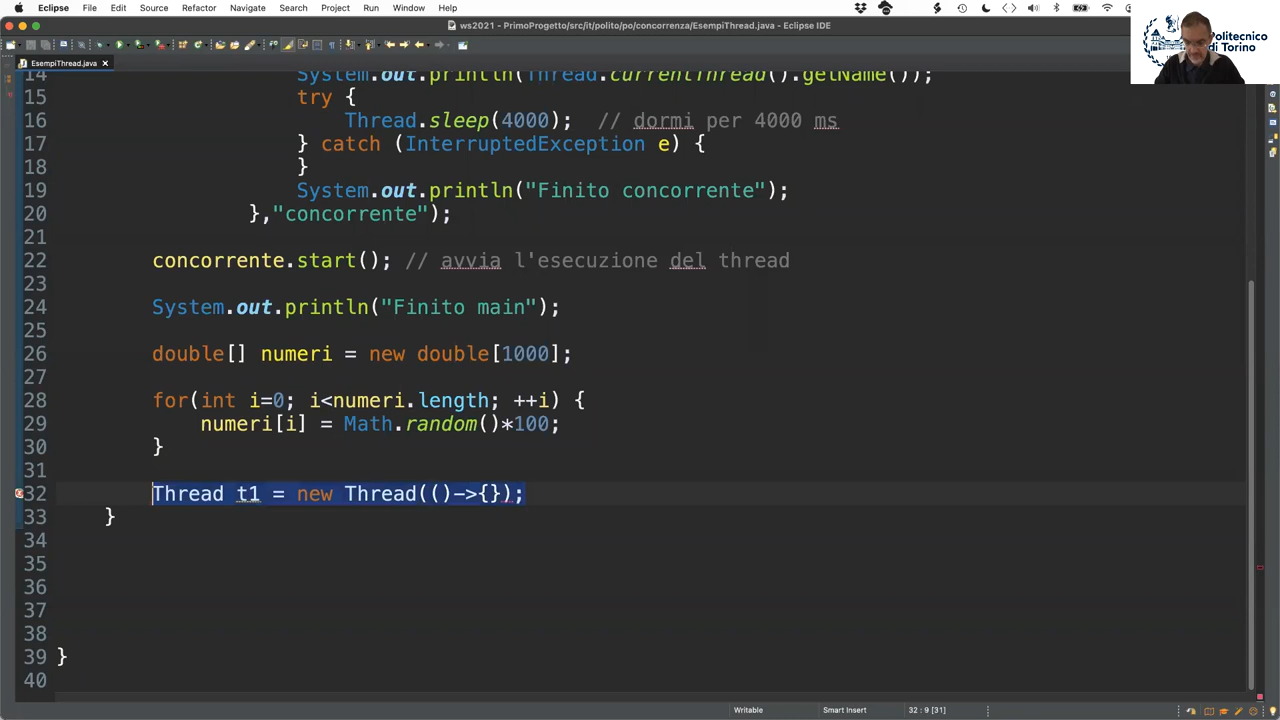 Eclipse File Edit Source Refactor Navigate Search Project Run Window Help
ws2021 - PrimoProgetto/src/it/polito/po/concorrenza/EsempiThread.java - Eclipse IDE
Politecnico
di Torino
EsempiThread.java
14 System.out.println(Thread.currentThread().getName());
15 try {
16 Thread.sleep(4000); // dormi per 4000 ms
17 } catch (InterruptedException e) {
18 }
19 System.out.println("Finito concorrente");
20 },"concorrente");
21
22 concorrente.start(); // avvia l'esecuzione del thread
23
24 System.out.println("Finito main");
25
26 double[] numeri = new double[1000];
27
28 for(int i=0; i<numeri.length; ++i) {
29 numeri[i] = Math.random()*100;
30 }
31
32 Thread t1 = new Thread(()->{});
33 }
34
35
36
37
38
39 }
40
Writable Smart Insert 32 : 9 [31]